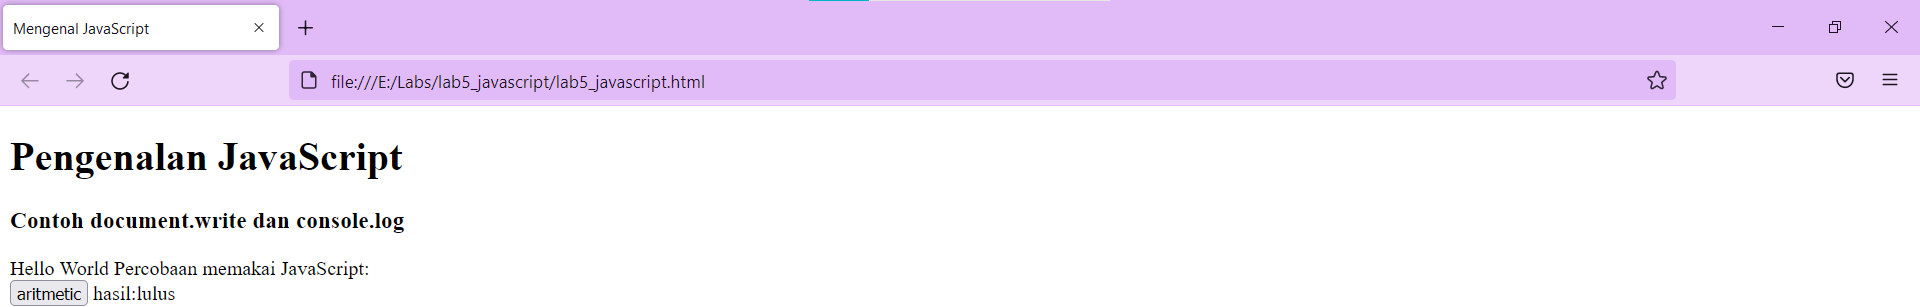 Mengenal JavaScript
file:///E:/Labs/lab5_javascript/lab5_javascript.html
Pengenalan JavaScript
Contoh document.write dan console.log
Hello World Percobaan memakai JavaScript:
aritmetic hasil:lulus